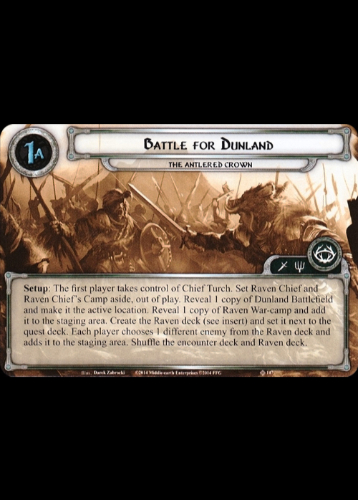 1A
Battle for Dunland
The Antlered Crown
Setup: The first player takes control of Chief Turch. Set Raven Chief and
Raven Chief's Camp aside, out of play. Reveal 1 copy of Dunland Battlefield
and make it the active location. Reveal 1 copy of Raven War-camp and add
it to the staging area. Create the Raven deck (see insert) and set it next to the
quest deck. Each player chooses 1 different enemy from the Raven deck and
adds it to the staging area. Shuffle the encounter deck and Raven deck.
Illus. Darek Zabrocki ©2014 Middle-earth Enterprises ©2014 FFG 147